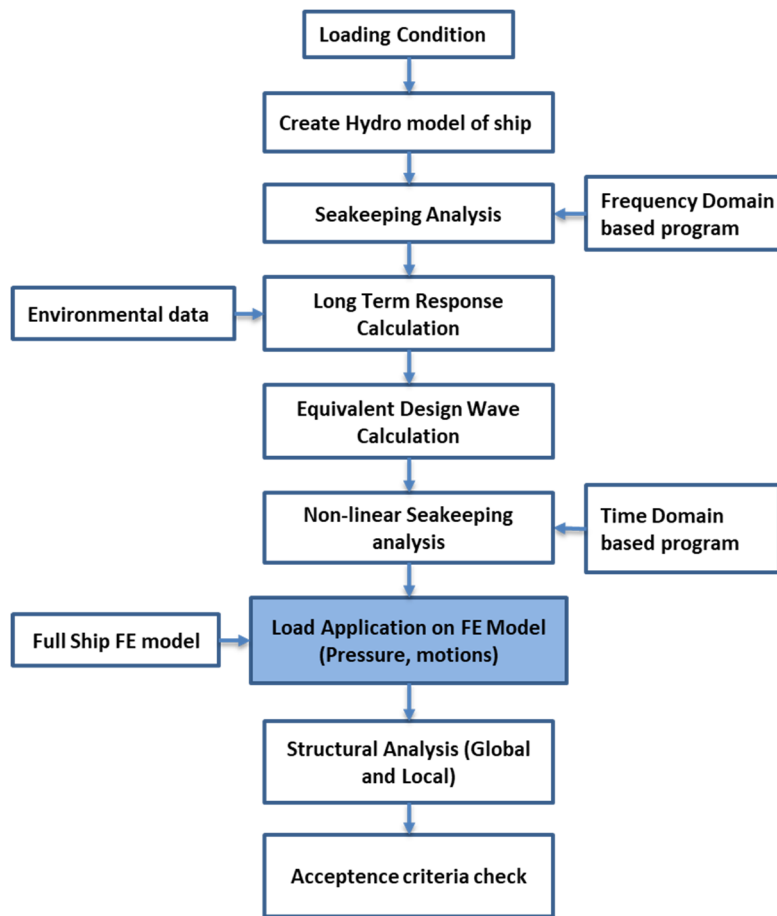 Loading Condition
Create Hydro model of ship
Seakeeping Analysis
Frequency Domain
based program
Environmental data
Long Term Response
Calculation
Equivalent Design Wave
Calculation
Non-linear Seakeeping
analysis
Time Domain
based program
Full Ship FE model
Load Application on FE Model
(Pressure, motions)
Structural Analysis (Global
and Local)
Acceptence criteria check